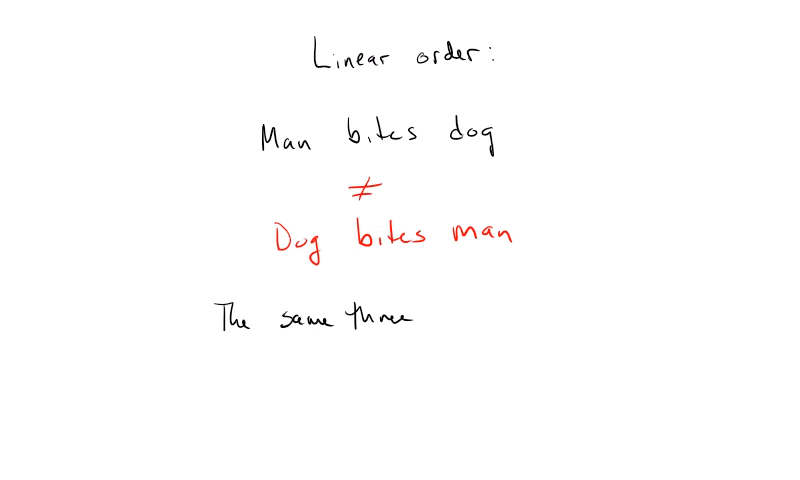 Linear order:
Man bites dog
≠
Dog bites man
The same three